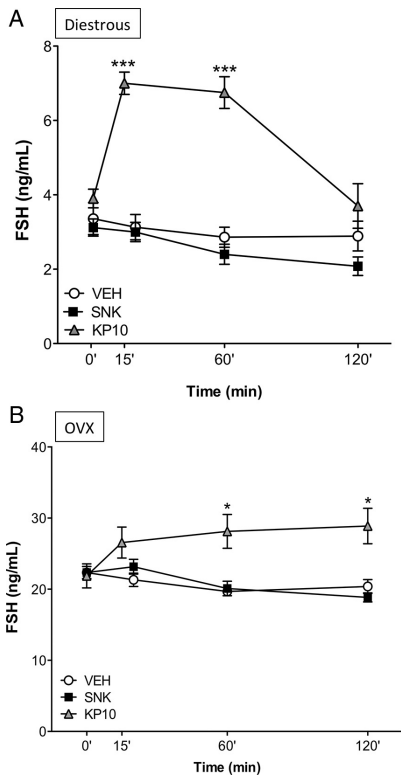 A
Diestrous
8
***
***
6
4
2
0
FSH (ng/mL)
VEH
SNK
KP10
0' 15' 60' 120'
Time (min)
B
OVX
40
30
*
*
20
10
0
FSH (ng/mL)
VEH
SNK
KP10
0' 15' 60' 120'
Time (min)